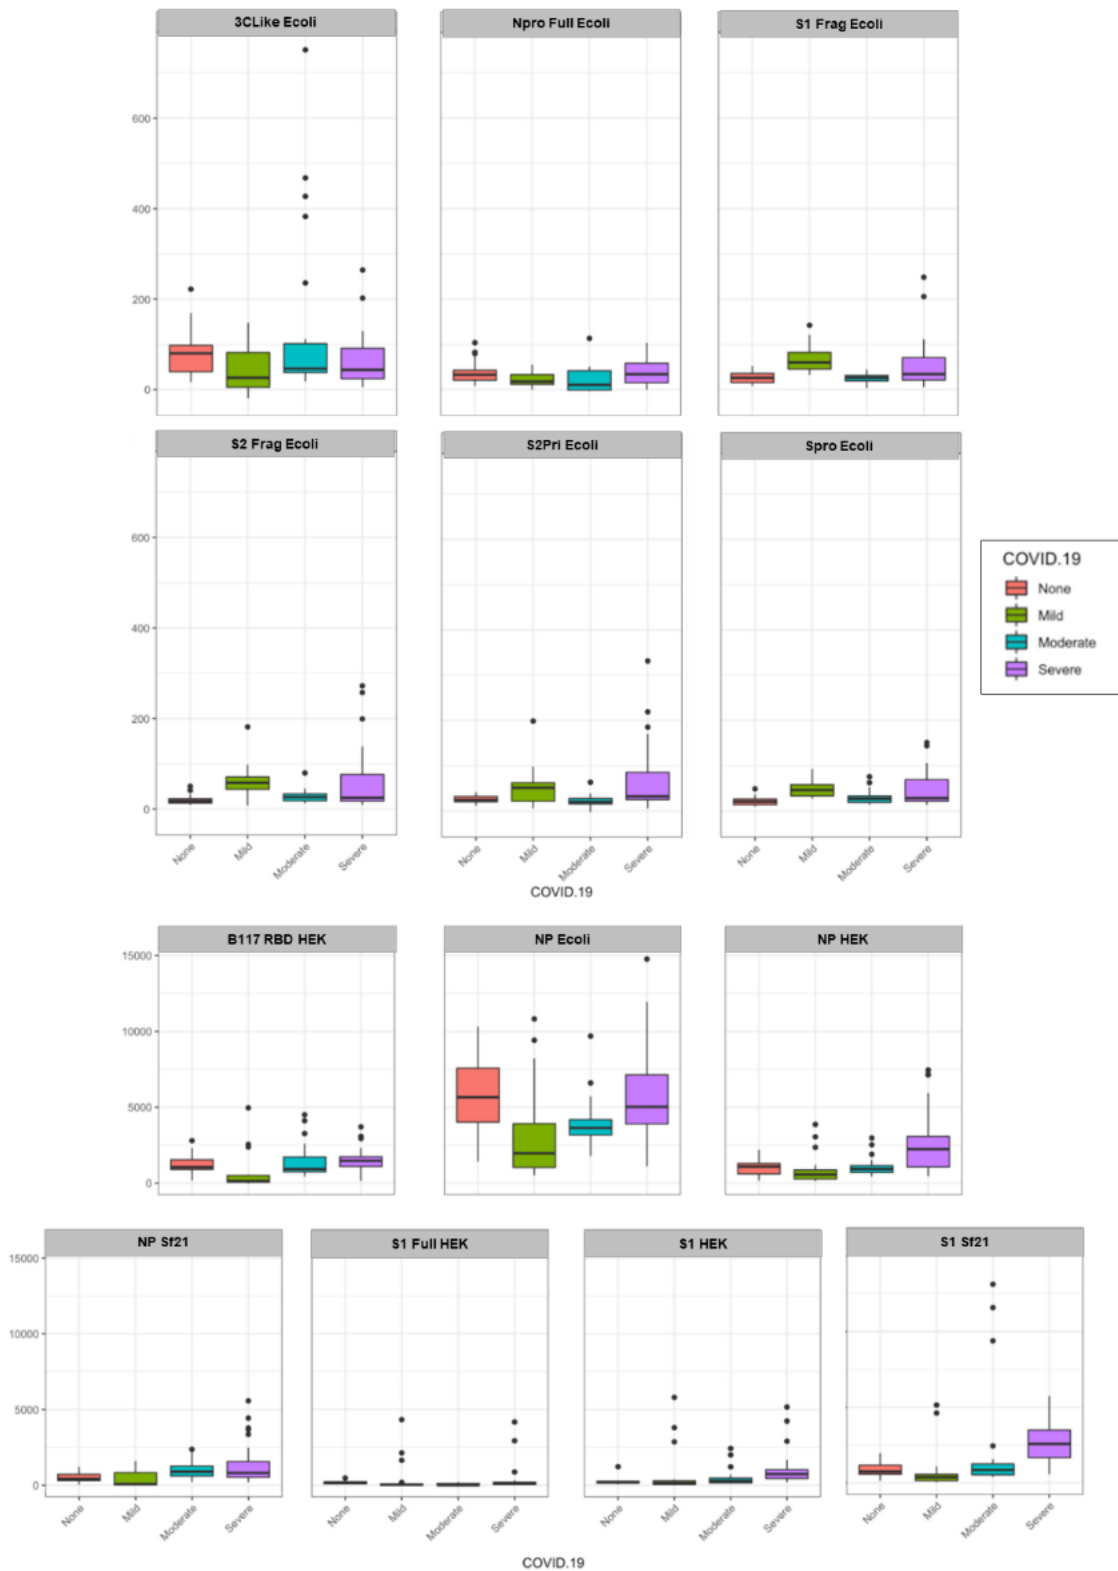 3CLike Ecoli
Npro Full Ecoli
S1 Frag Ecoli
600
400
200
0
S2 Frag Ecoli
S2Pri Ecoli
Spro Ecoli
600
400
200
0
None
Mild
Moderate
Severe
None
Mild
Moderate
Severe
None
Mild
Moderate
Severe
COVID.19
COVID.19
None
Mild
Moderate
Severe
B117 RBD HEK
NP Ecoli
NP HEK
15000
10000
5000
0
NP Sf21
S1 Full HEK
S1 HEK
S1 Sf21
15000
10000
5000
0
None
Mild
Moderate
Severe
None
Mild
Moderate
Severe
None
Mild
Moderate
Severe
None
Mild
Moderate
Severe
COVID.19